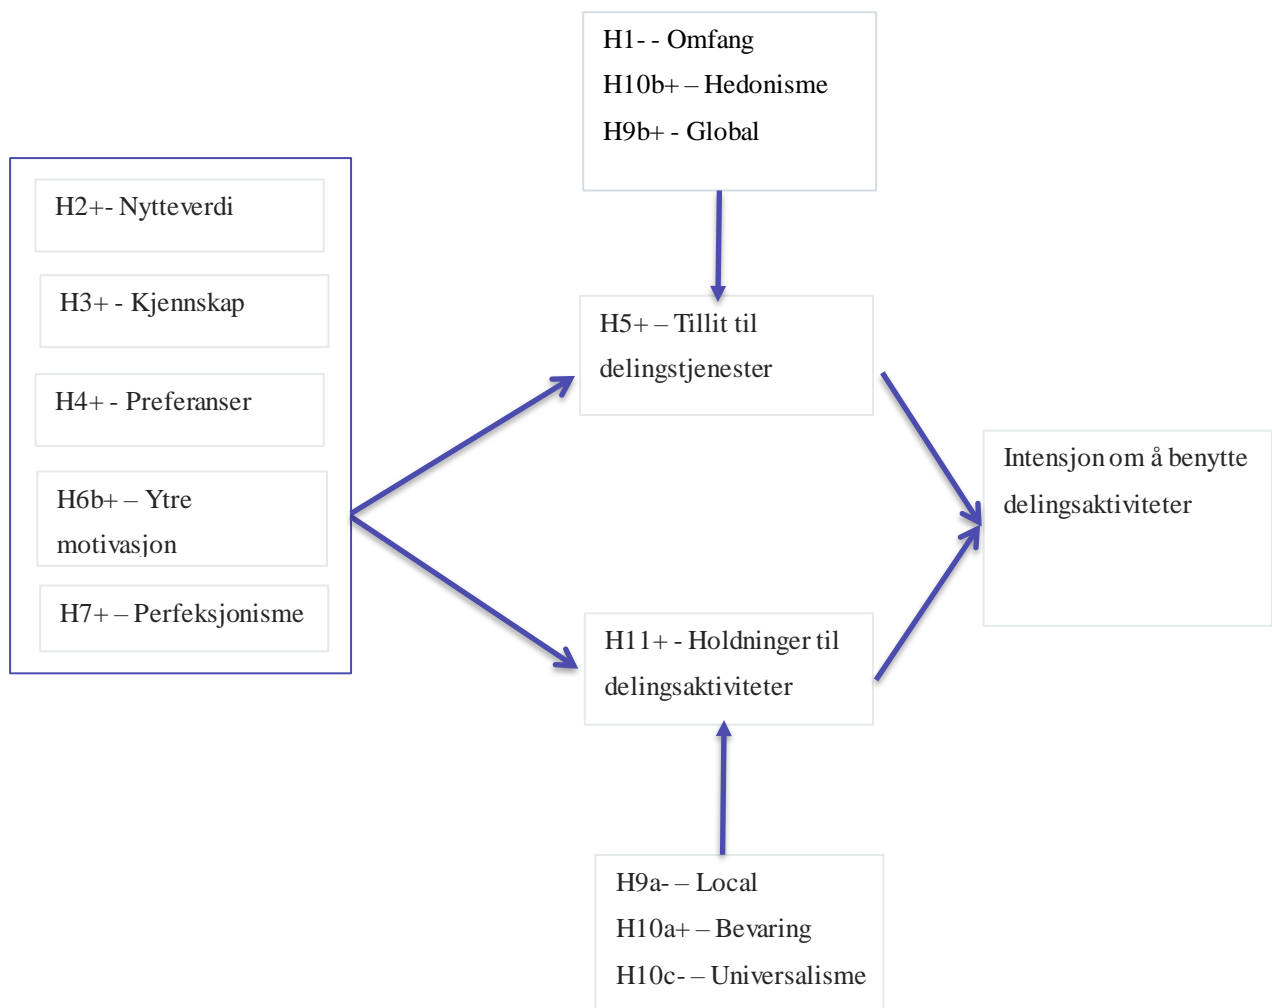 H1- - Omfang
H10b+ – Hedonisme
H9b+ - Global
H2+- Nytteverdi
H3+ - Kjennskap
H4+ - Preferanser
H6b+ – Ytre
motivasjon
H7+ – Perfeksjonisme
H5+ – Tillit til
delingstjenester
H11+ - Holdninger til
delingsaktiviteter
Intensjon om å benytte
delingsaktiviteter
H9a- – Local
H10a+ – Bevaring
H10c- – Universalisme